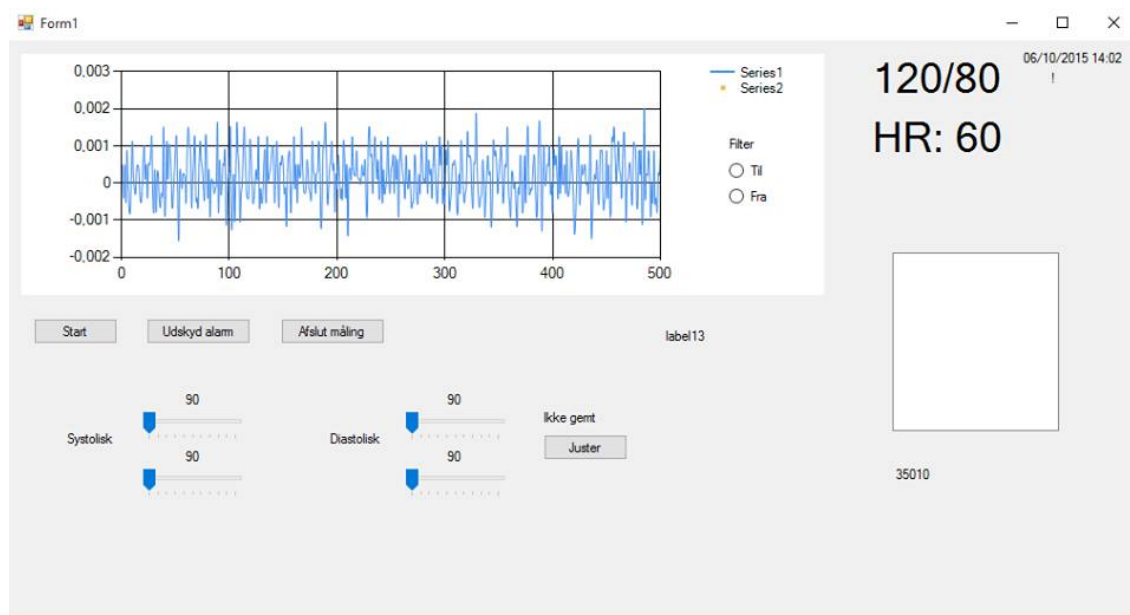 Form1
06/10/2015 14:02
!
120/80
HR: 60
0,003
0,002
0,001
0
-0,001
-0,002
0 100 200 300 400 500
Series1
Series2
Filter
Til
Fra
Start Udskyd alarm Afslut måling
label13
Systolisk
90
90
Diastolisk
90
90
Ikke gemt
Juster
35010